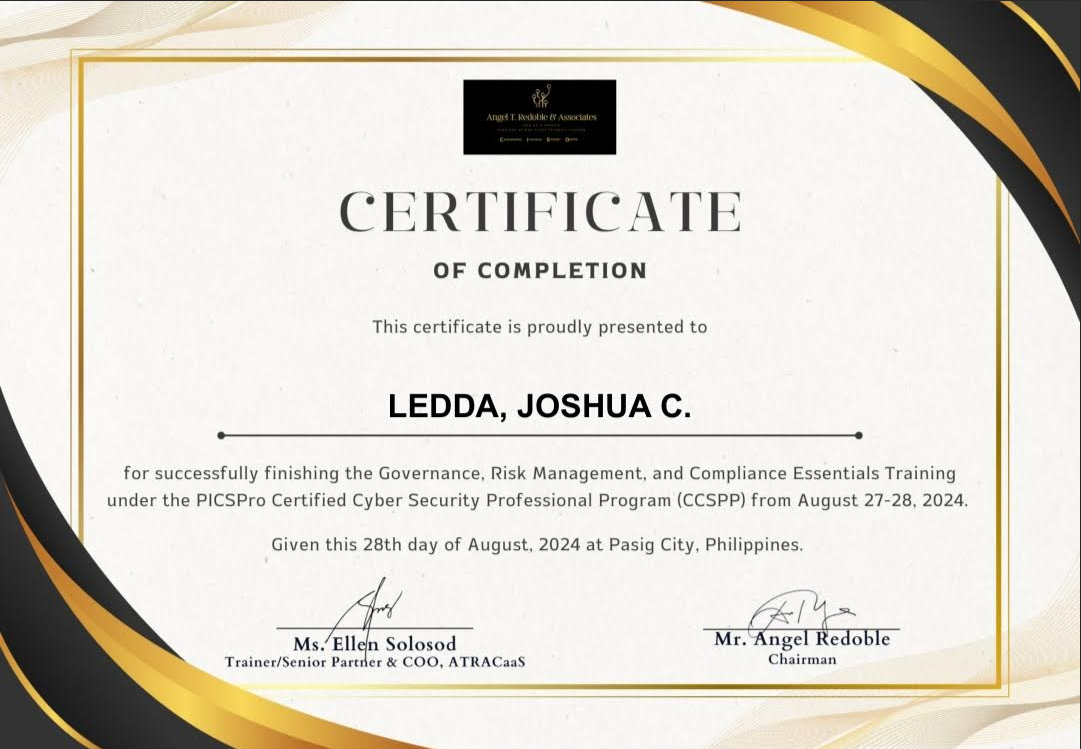 Angel T. Redoble & Associates
CERTIFICATE
OF COMPLETION
This certificate is proudly presented to
LEDDA, JOSHUA C.
for successfully finishing the Governance, Risk Management, and Compliance Essentials Training
under the PICSPro Certified Cyber Security Professional Program (CCSPP) from August 27-28, 2024.
Given this 28th day of August, 2024 at Pasig City, Philippines.
Ms. Ellen Solosod
Trainer/Senior Partner & COO, ATRACaaS
Mr. Angel Redoble
Chairman